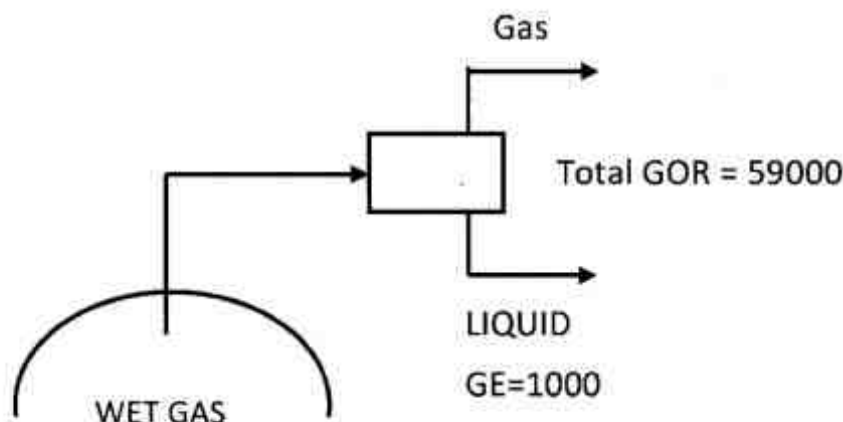 Gas
Total GOR = 59000
LIQUID
GE=1000
WET GAS